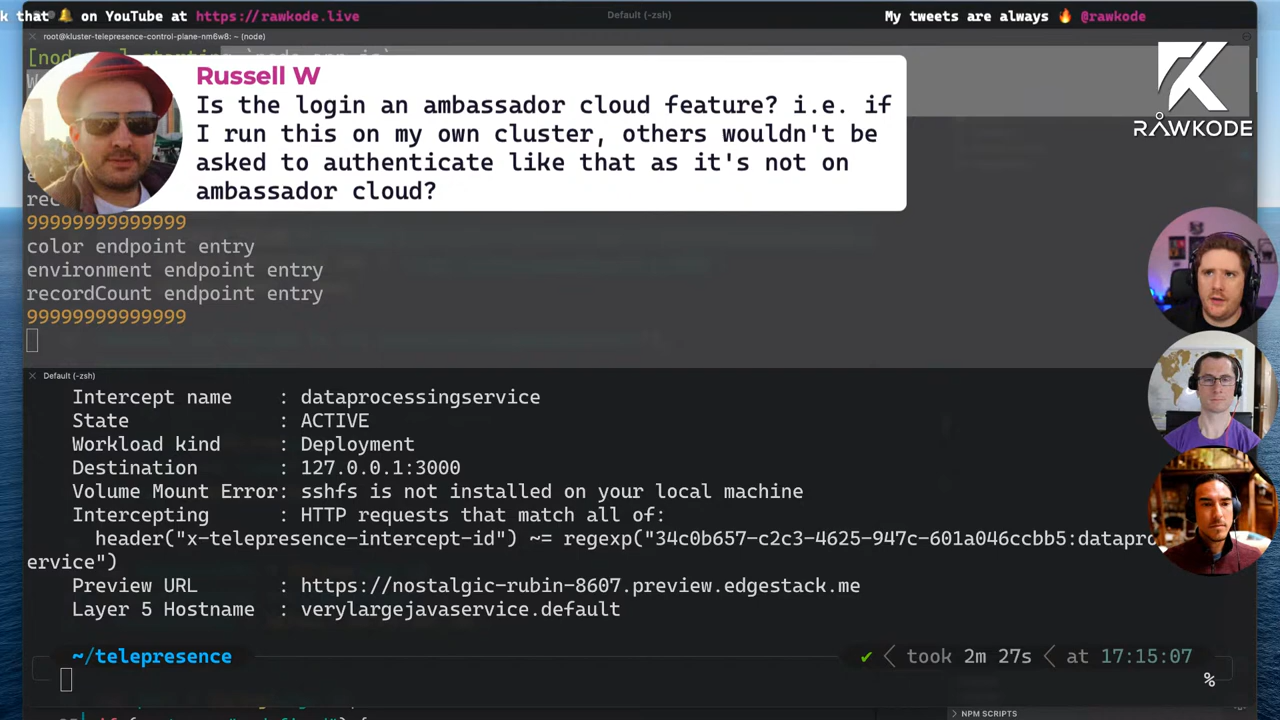 k that 🔔 on YouTube at https://rawkode.live
Default (-zsh)
My tweets are always 🔥 @rawkode
root@kluster-telepresence-control-plane-nm6w8: ~ (node)
RAWKODE
Russell W
Is the login an ambassador cloud feature? i.e. if
I run this on my own cluster, others wouldn't be
asked to authenticate like that as it's not on
ambassador cloud?
99999999999999
color endpoint entry
environment endpoint entry
recordCount endpoint entry
99999999999999
Default (-zsh)
Intercept name : dataprocessingservice
State : ACTIVE
Workload kind : Deployment
Destination : 127.0.0.1:3000
Volume Mount Error: sshfs is not installed on your local machine
Intercepting : HTTP requests that match all of:
header("x-telepresence-intercept-id") ~= regexp("34c0b657-c2c3-4625-947c-601a046ccbb5:datapro
ervice")
Preview URL : https://nostalgic-rubin-8607.preview.edgestack.me
Layer 5 Hostname : verylargejavaservice.default
~/telepresence
✔ took 2m 27s at 17:15:07
%
NPM SCRIPTS